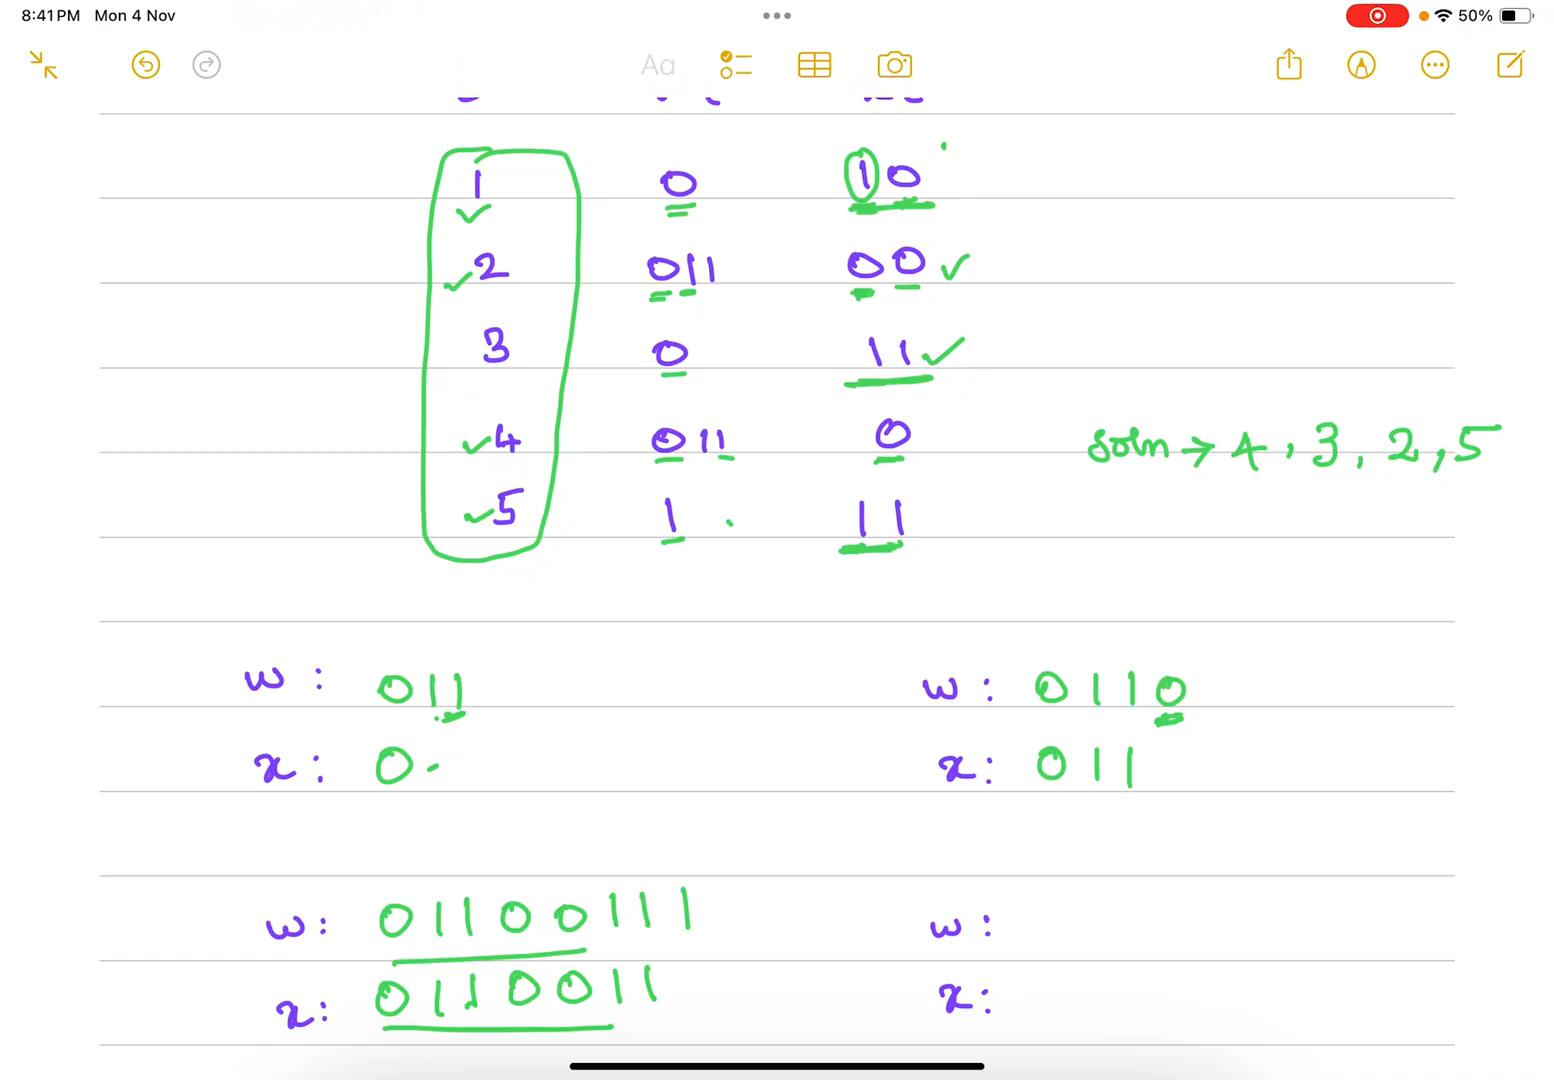 8:41 PM Mon 4 Nov 50%
Aa
1 0 10
2 011 00
3 0 11
4 011 0 soln → 4, 3, 2, 5
5 1 11
w : 011 w : 0110
x : 0 x : 011
w : 01100111 w :
x : 0110011 x :